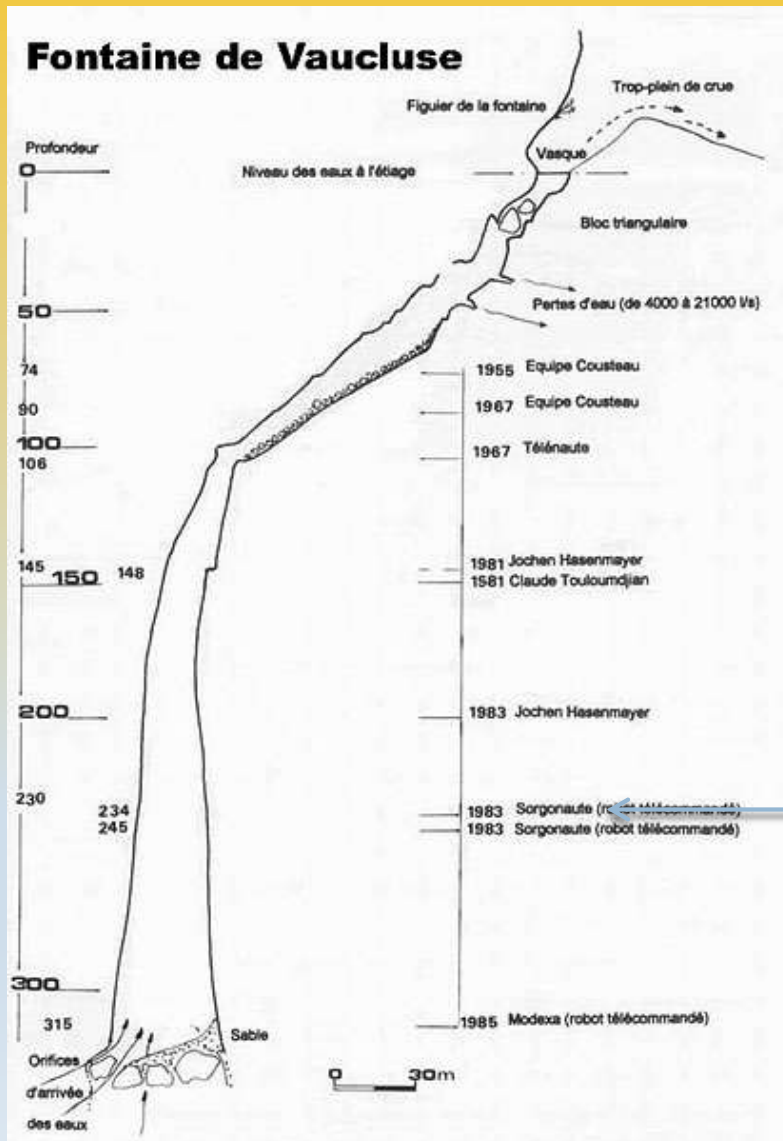 Fontaine de Vaucluse
Trop-plein de crue
Figuier de la fontaine
Profondeur
Vasque
0
Niveau des eaux à l'étiage
Bloc triangulaire
50
Pertes d'eau (de 4000 à 21000 l/s)
74
1955 Equipe Cousteau
90
1967 Equipe Cousteau
100
106
1967 Télénaute
145
1981 Jochen Hasenmayer
150
148
1581 Claude Touloumdjian
200
1983 Jochen Hasenmayer
230
234
1983 Sorgonaute (robot télécommandé)
245
1983 Sorgonaute (robot télécommandé)
300
315
1985 Modexa (robot télécommandé)
Sable
Orifices
d'arrivée
des eaux
0 30m